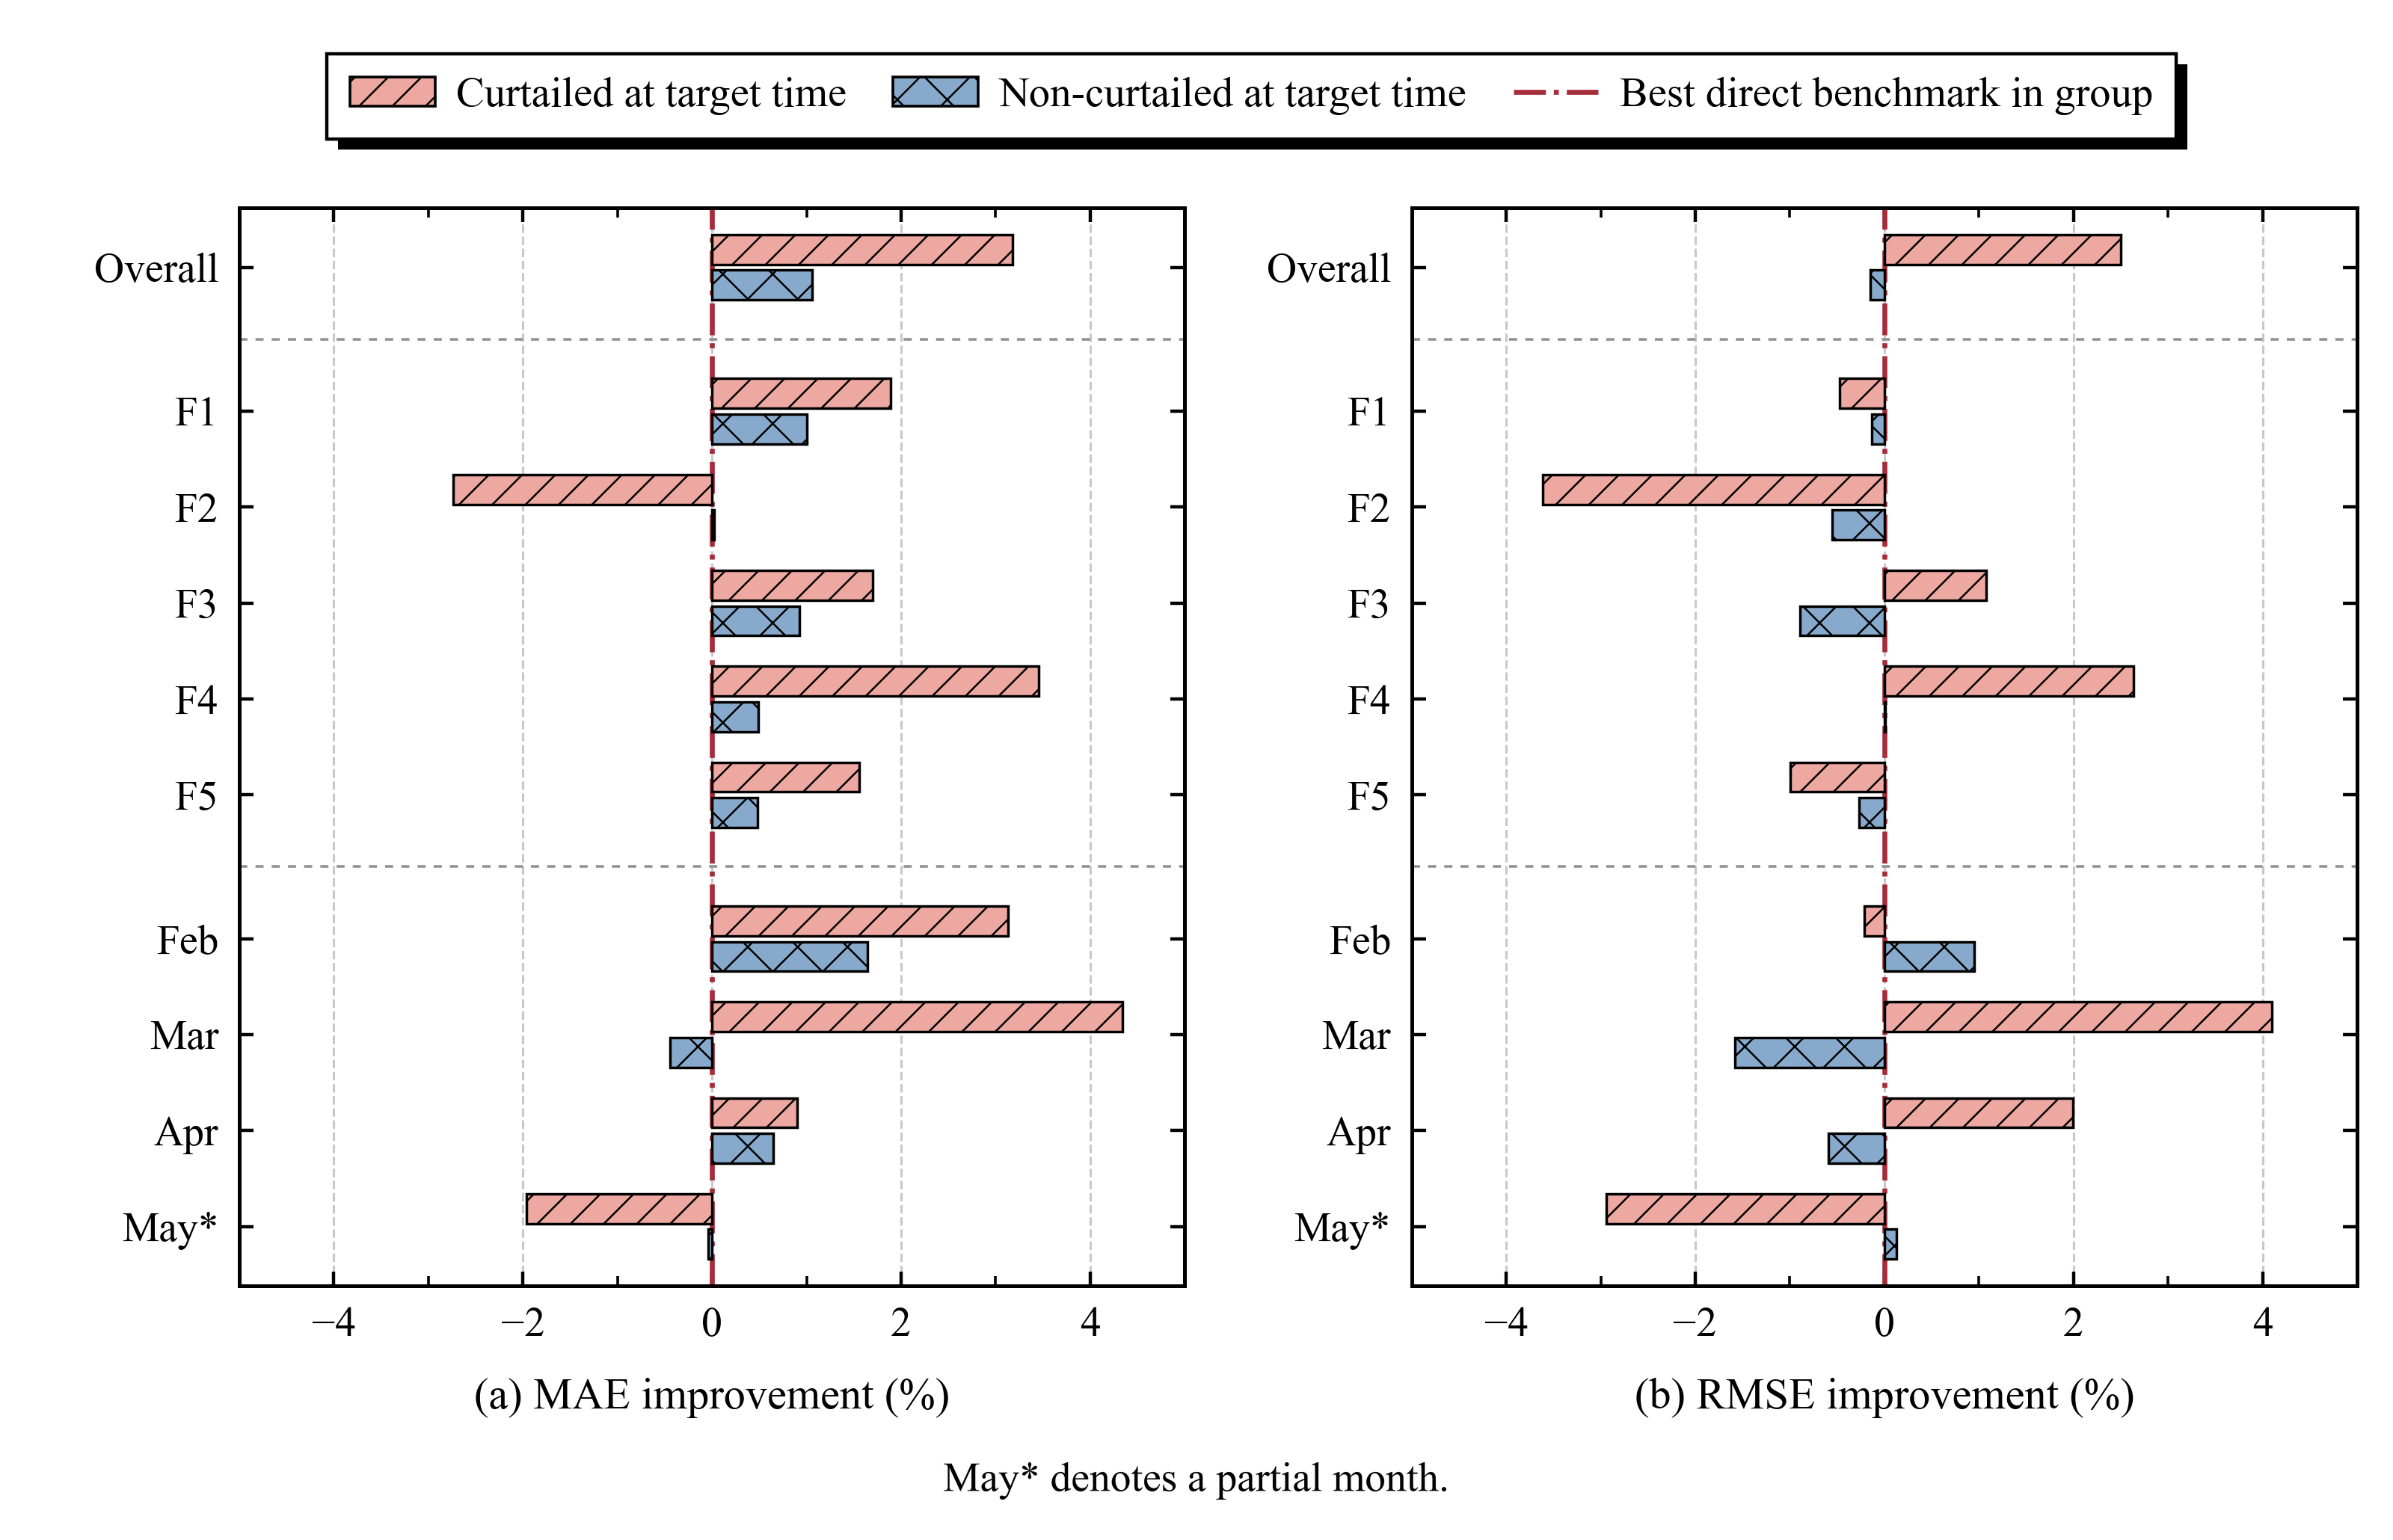 Curtailed at target time Non-curtailed at target time Best direct benchmark in group
Overall
F1
F2
F3
F4
F5
Feb
Mar
Apr
May*
−4 −2 0 2 4
(a) MAE improvement (%)
Overall
F1
F2
F3
F4
F5
Feb
Mar
Apr
May*
−4 −2 0 2 4
(b) RMSE improvement (%)
May* denotes a partial month.